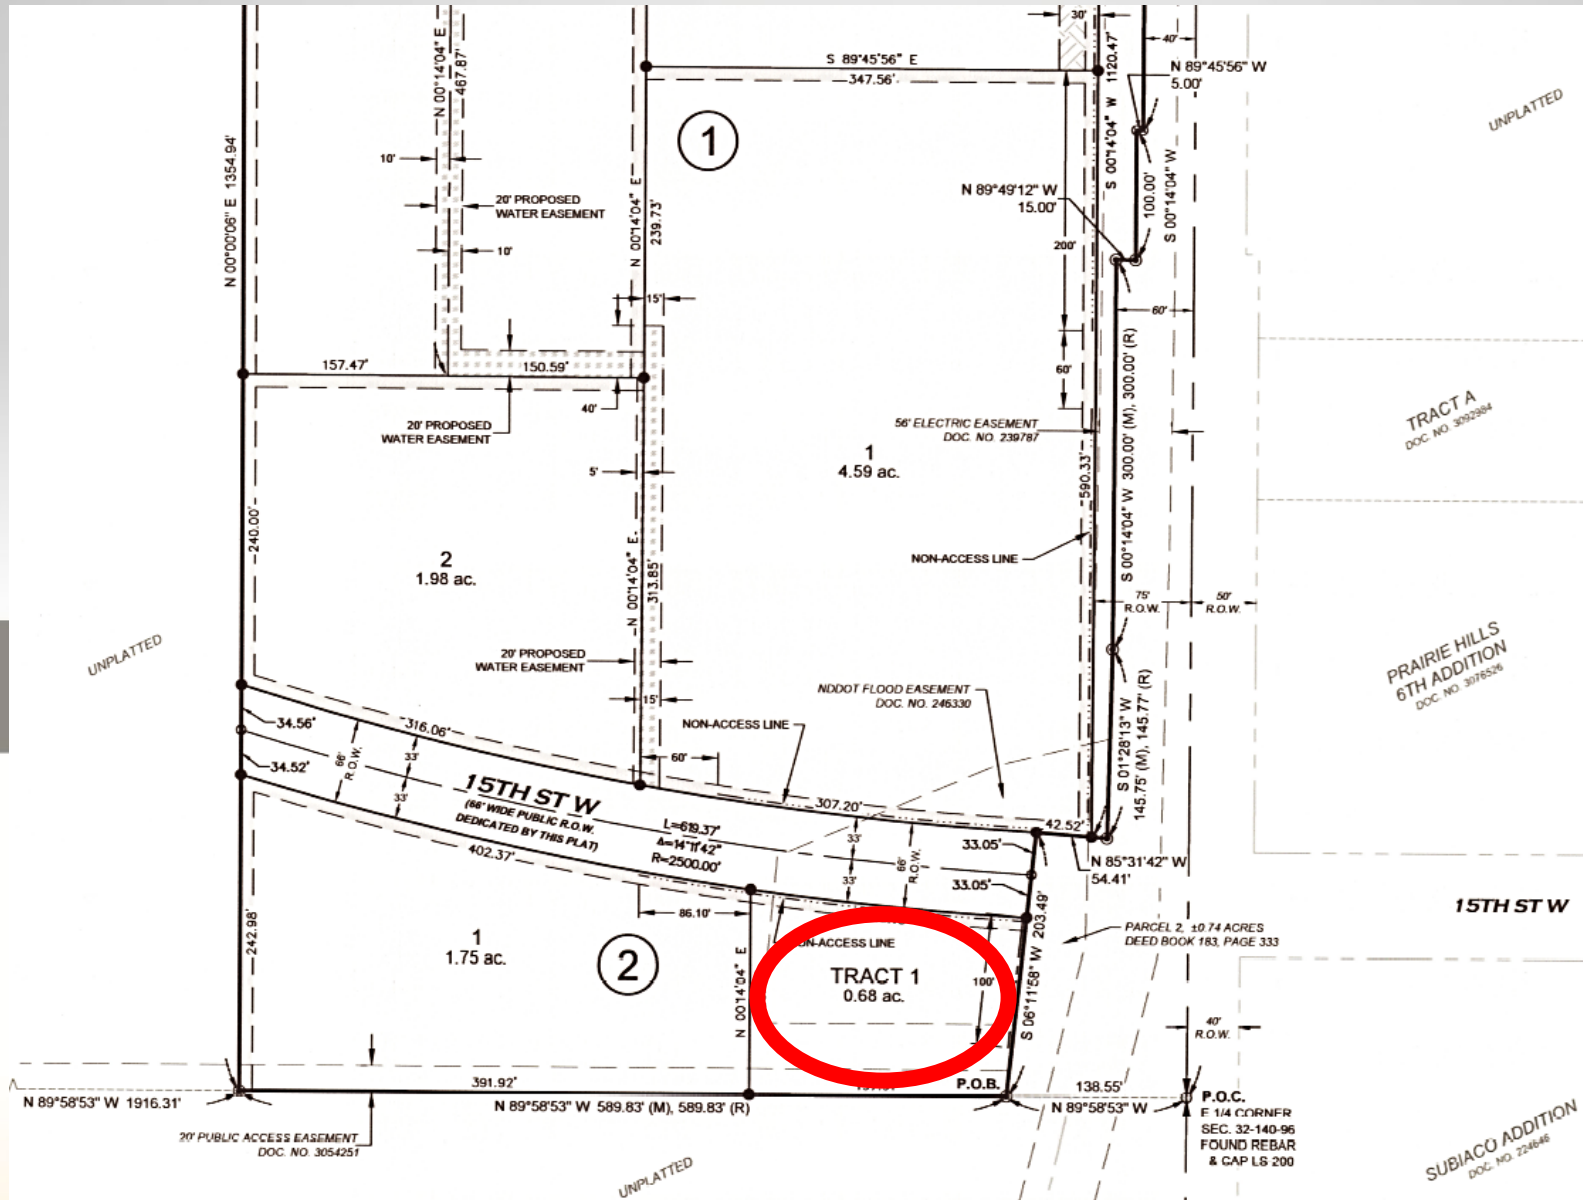 30'
40'
S 89°45'56" E
347.56'
N 00°14'04" E
467.87'
S 00°14'04" W 1120.47'
N 89°45'56" W
5.00'
UNPLATTED
1
N 00°00'06" E 1354.94'
10'
20' PROPOSED
WATER EASEMENT
10'
N 00°14'04" E
239.73'
N 89°49'12" W
15.00'
100.00'
S 00°14'04" W
200'
15'
60'
157.47'
150.59'
60'
40'
20' PROPOSED
WATER EASEMENT
56' ELECTRIC EASEMENT
DOC. NO. 239787
S 00°14'04" W 300.00' (M), 300.00' (R)
TRACT A
DOC. NO. 3092984
5'
1
4.59 ac.
590.33'
240.00'
2
1.98 ac.
N 00°14'04" E
313.85'
NON-ACCESS LINE
75'
R.O.W.
50'
R.O.W.
UNPLATTED
20' PROPOSED
WATER EASEMENT
15'
NDDOT FLOOD EASEMENT
DOC. NO. 246330
PRAIRIE HILLS
6TH ADDITION
DOC. NO. 3076526
34.56'
316.06'
NON-ACCESS LINE
S 01°28'13" W
145.75' (M), 145.77' (R)
34.52'
66'
R.O.W.
33'
33'
60'
15TH ST W
(66' WIDE PUBLIC R.O.W.
DEDICATED BY THIS PLAT)
L=619.37'
Δ=14°11'42"
R=2500.00'
307.20'
42.52'
33'
33'
66'
R.O.W.
33.05'
33.05'
N 85°31'42" W
54.41'
402.37'
86.10'
15TH ST W
242.98'
1
1.75 ac.
2
N 00°14'04" E
ON-ACCESS LINE
TRACT 1
0.68 ac.
100'
S 06°11'58" W 203.49'
PARCEL 2, ±0.74 ACRES
DEED BOOK 183, PAGE 333
40'
R.O.W.
391.92'
P.O.B.
138.55'
P.O.C.
N 89°58'53" W 1916.31'
N 89°58'53" W 589.83' (M), 589.83' (R)
N 89°58'53" W
E 1/4 CORNER
SEC. 32-140-96
FOUND REBAR
& CAP LS 200
20' PUBLIC ACCESS EASEMENT
DOC. NO. 3054251
UNPLATTED
SUBIACO ADDITION
DOC. NO. 224646